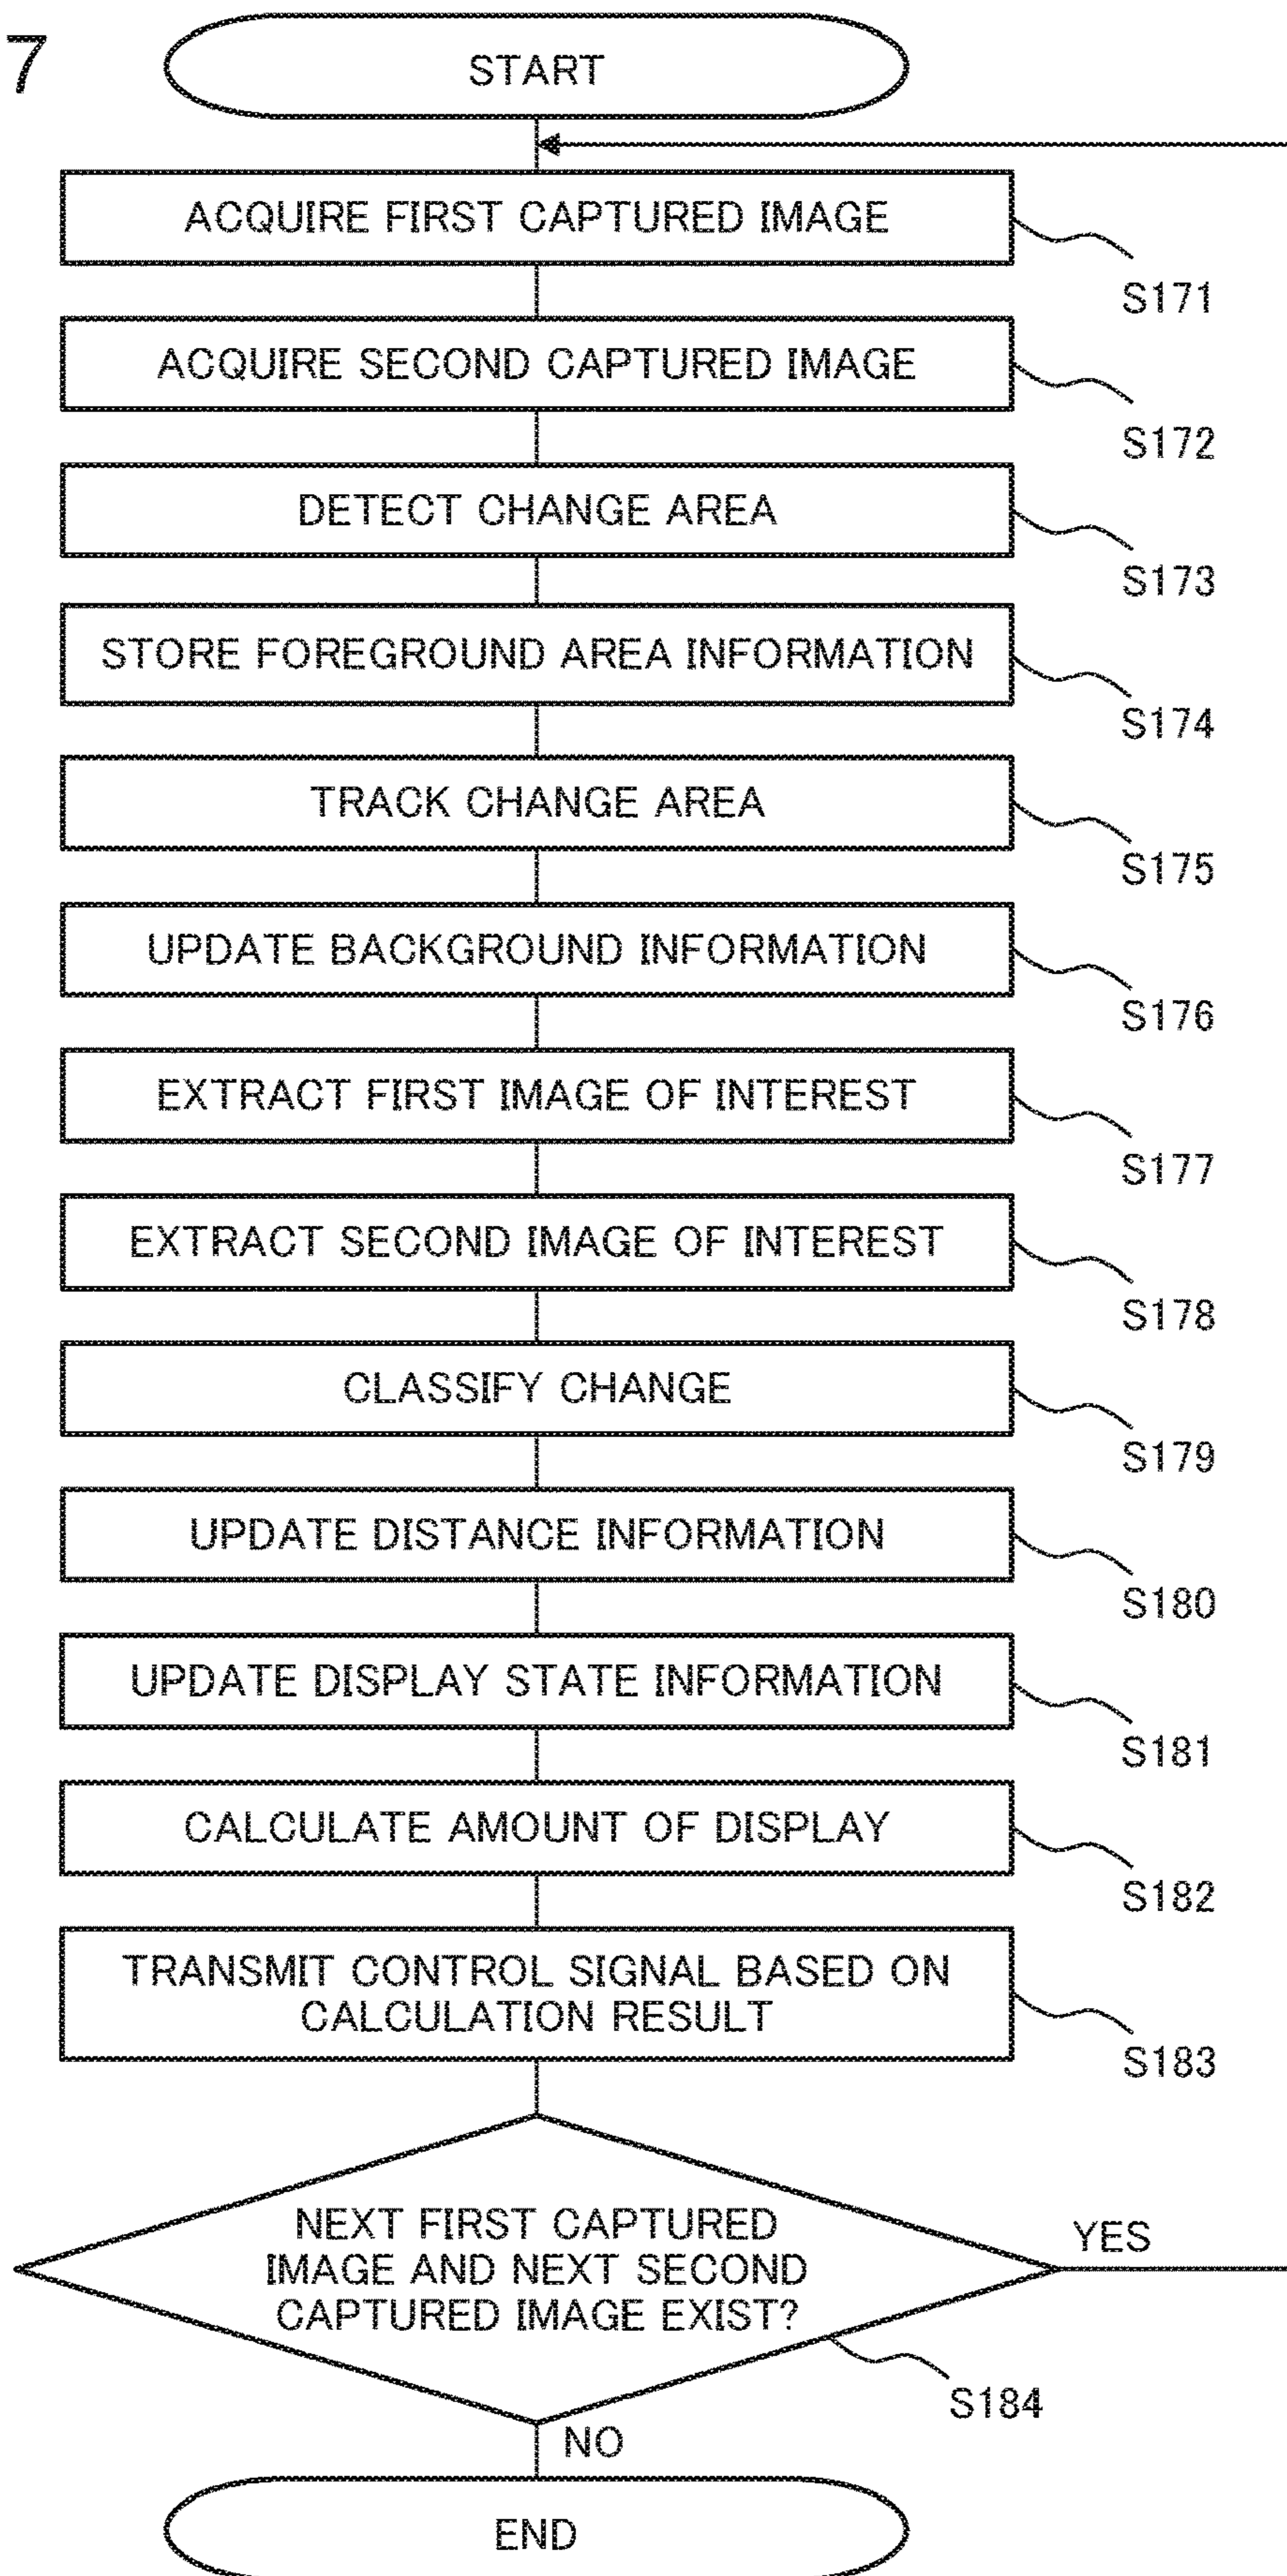 7
START
ACQUIRE FIRST CAPTURED IMAGE
S171
ACQUIRE SECOND CAPTURED IMAGE
S172
DETECT CHANGE AREA
S173
STORE FOREGROUND AREA INFORMATION
S174
TRACK CHANGE AREA
S175
UPDATE BACKGROUND INFORMATION
S176
EXTRACT FIRST IMAGE OF INTEREST
S177
EXTRACT SECOND IMAGE OF INTEREST
S178
CLASSIFY CHANGE
S179
UPDATE DISTANCE INFORMATION
S180
UPDATE DISPLAY STATE INFORMATION
S181
CALCULATE AMOUNT OF DISPLAY
S182
TRANSMIT CONTROL SIGNAL BASED ON
CALCULATION RESULT
S183
NEXT FIRST CAPTURED
IMAGE AND NEXT SECOND
CAPTURED IMAGE EXIST?
YES
S184
NO
END